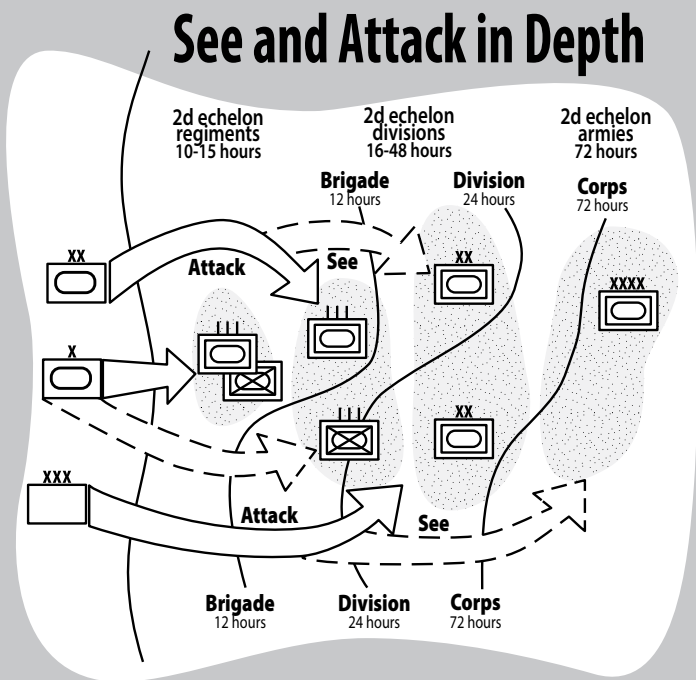 See and Attack in Depth
2d echelon
regiments
10-15 hours
2d echelon
divisions
16-48 hours
2d echelon
armies
72 hours
Brigade
12 hours
Division
24 hours
Corps
72 hours
XX
Attack
See
XX
XXXX
III
III
X
III
XX
XXX
Attack
See
Brigade
12 hours
Division
24 hours
Corps
72 hours